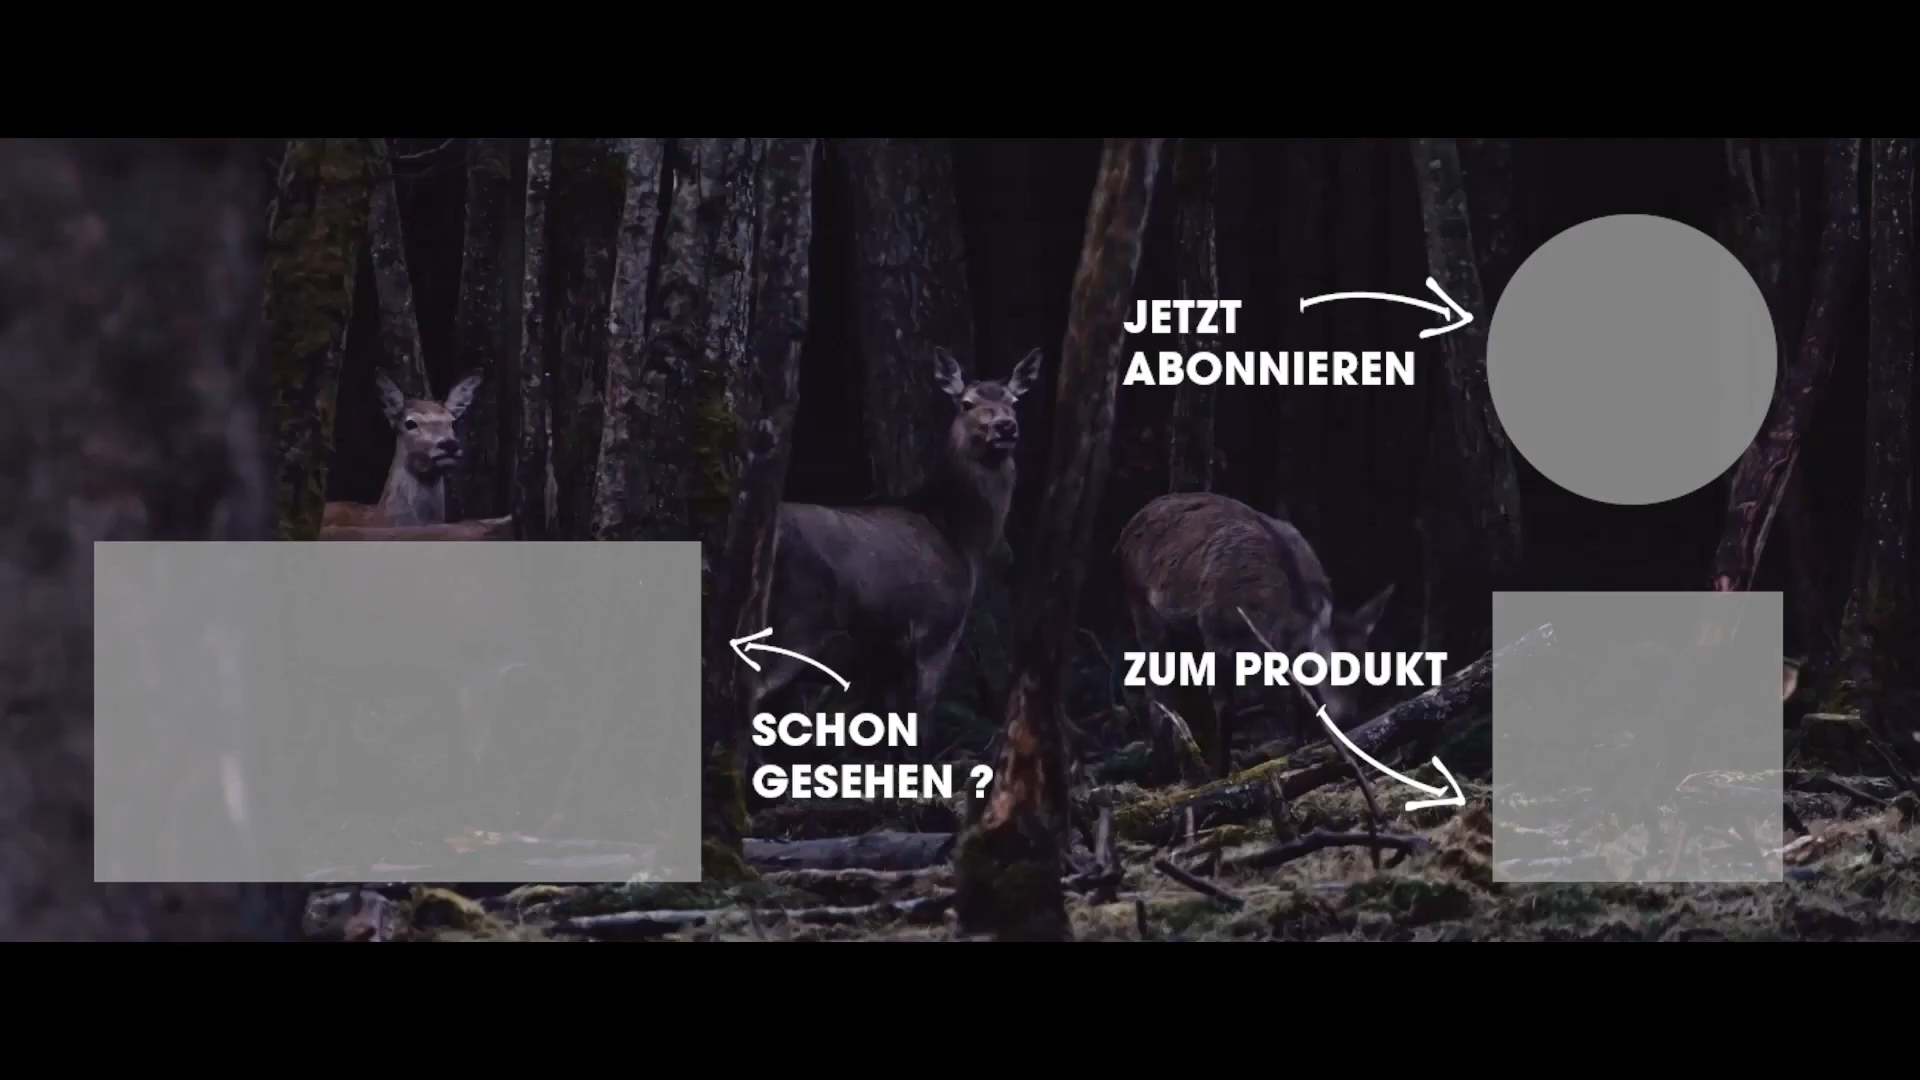 JETZT
ABONNIEREN
ZUM PRODUKT
SCHON
GESEHEN ?